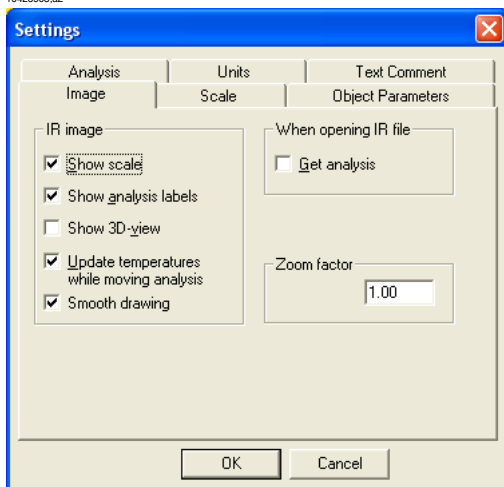 Settings
Analysis
Units
Text Comment
Image
Scale
Object Parameters
IR image
Show scale
Show analysis labels
Show 3D-view
Update temperatures
while moving analysis
Smooth drawing
When opening IR file
Get analysis
Zoom factor
1.00
OK
Cancel